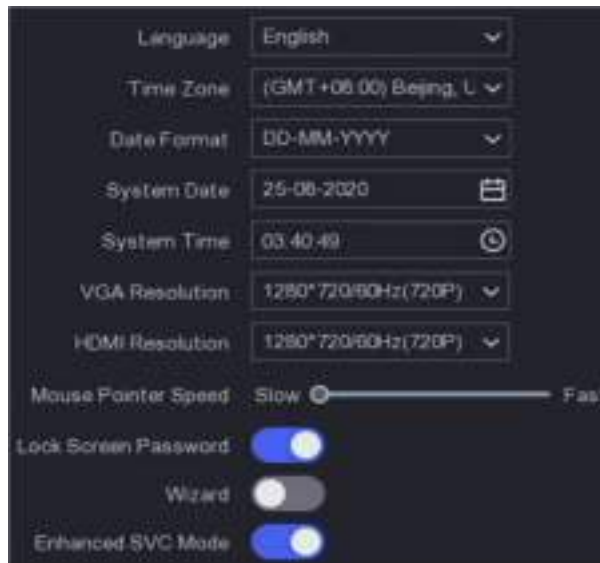 Language English
Time Zone (GMT+08:00) Beijing, U
Date Format DD-MM-YYYY
System Date 25-08-2020
System Time 03:40:49
VGA Resolution 1280*720/60Hz(720P)
HDMI Resolution 1280*720/60Hz(720P)
Mouse Pointer Speed Slow Fas
Lock Screen Password
Wizard
Enhanced SVC Mode